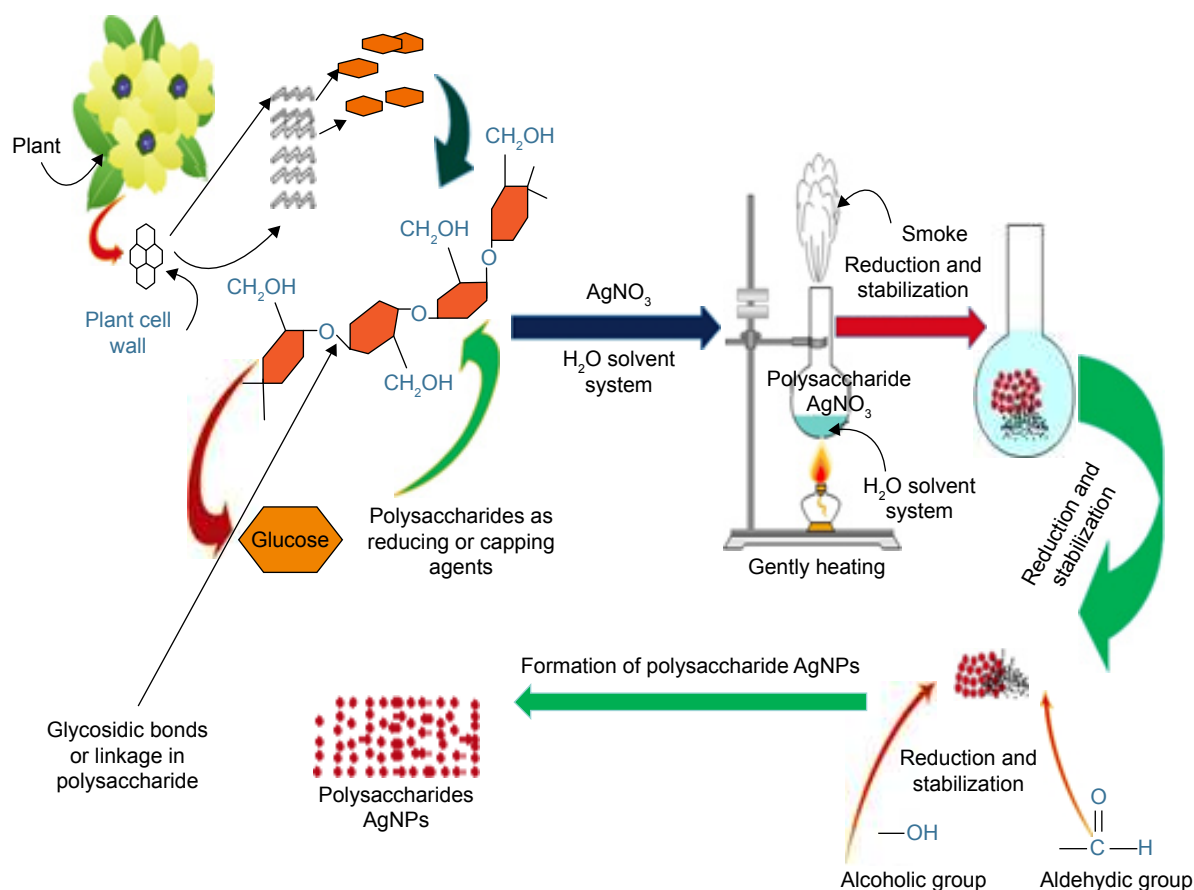 Plant
Plant cell
wall
CH₂OH
CH₂OH
CH₂OH
CH₂OH
O
O
O
Glucose
Polysaccharides as
reducing or capping
agents
Glycosidic bonds
or linkage in
polysaccharide
AgNO₃
H₂O solvent
system
Smoke
Reduction and
stabilization
Polysaccharide
AgNO₃
H₂O solvent
system
Gently heating
Reduction and
stabilization
Formation of polysaccharide AgNPs
Polysaccharides
AgNPs
Reduction and
stabilization
—OH
Alcoholic group
O
—C—H
Aldehydic group